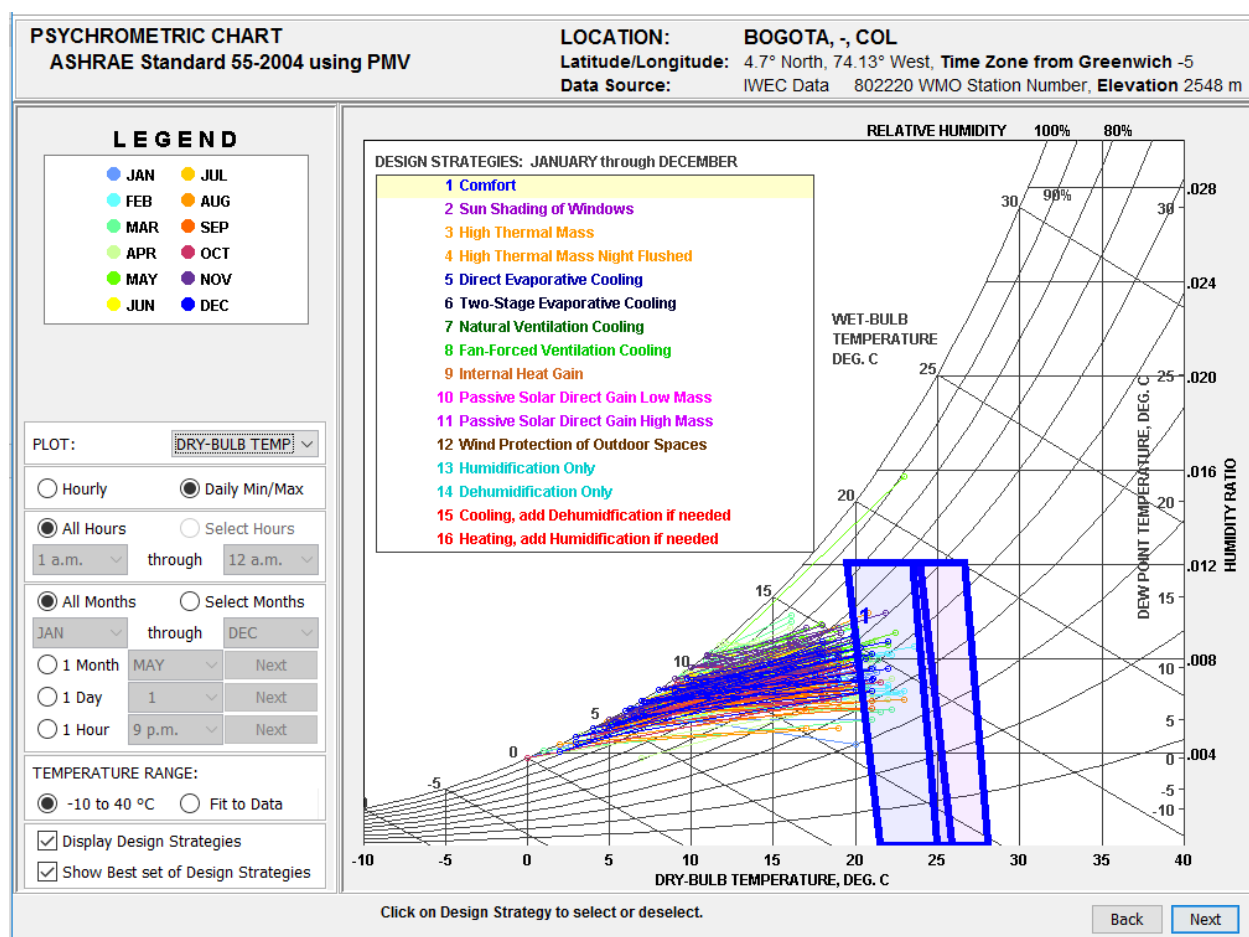 PSYCHROMETRIC CHART
ASHRAE Standard 55-2004 using PMV
LOCATION: BOGOTA, -, COL
Latitude/Longitude: 4.7° North, 74.13° West, Time Zone from Greenwich -5
Data Source: IWEC Data 802220 WMO Station Number, Elevation 2548 m
LEGEND
JAN JUL
FEB AUG
MAR SEP
APR OCT
MAY NOV
JUN DEC
PLOT: DRY-BULB TEMP
Hourly Daily Min/Max
All Hours Select Hours
1 a.m. through 12 a.m.
All Months Select Months
JAN through DEC
1 Month MAY Next
1 Day 1 Next
1 Hour 9 p.m. Next
TEMPERATURE RANGE:
-10 to 40 ºC Fit to Data
Display Design Strategies
Show Best set of Design Strategies
RELATIVE HUMIDITY 100% 80%
90%
DESIGN STRATEGIES: JANUARY through DECEMBER
1 Comfort
2 Sun Shading of Windows
3 High Thermal Mass
4 High Thermal Mass Night Flushed
5 Direct Evaporative Cooling
6 Two-Stage Evaporative Cooling
7 Natural Ventilation Cooling
8 Fan-Forced Ventilation Cooling
9 Internal Heat Gain
10 Passive Solar Direct Gain Low Mass
11 Passive Solar Direct Gain High Mass
12 Wind Protection of Outdoor Spaces
13 Humidification Only
14 Dehumidification Only
15 Cooling, add Dehumidfication if needed
16 Heating, add Humidification if needed
WET-BULB
TEMPERATURE
DEG. C
30
25
20
15
10
5
0
-5
1
DEW POINT TEMPERATURE, DEG. C
30
25
20
15
10
5
0
-5
-10
HUMIDITY RATIO
.028
.024
.020
.016
.012
.008
.004
-10 -5 0 5 10 15 20 25 30 35 40
DRY-BULB TEMPERATURE, DEG. C
Click on Design Strategy to select or deselect.
Back Next